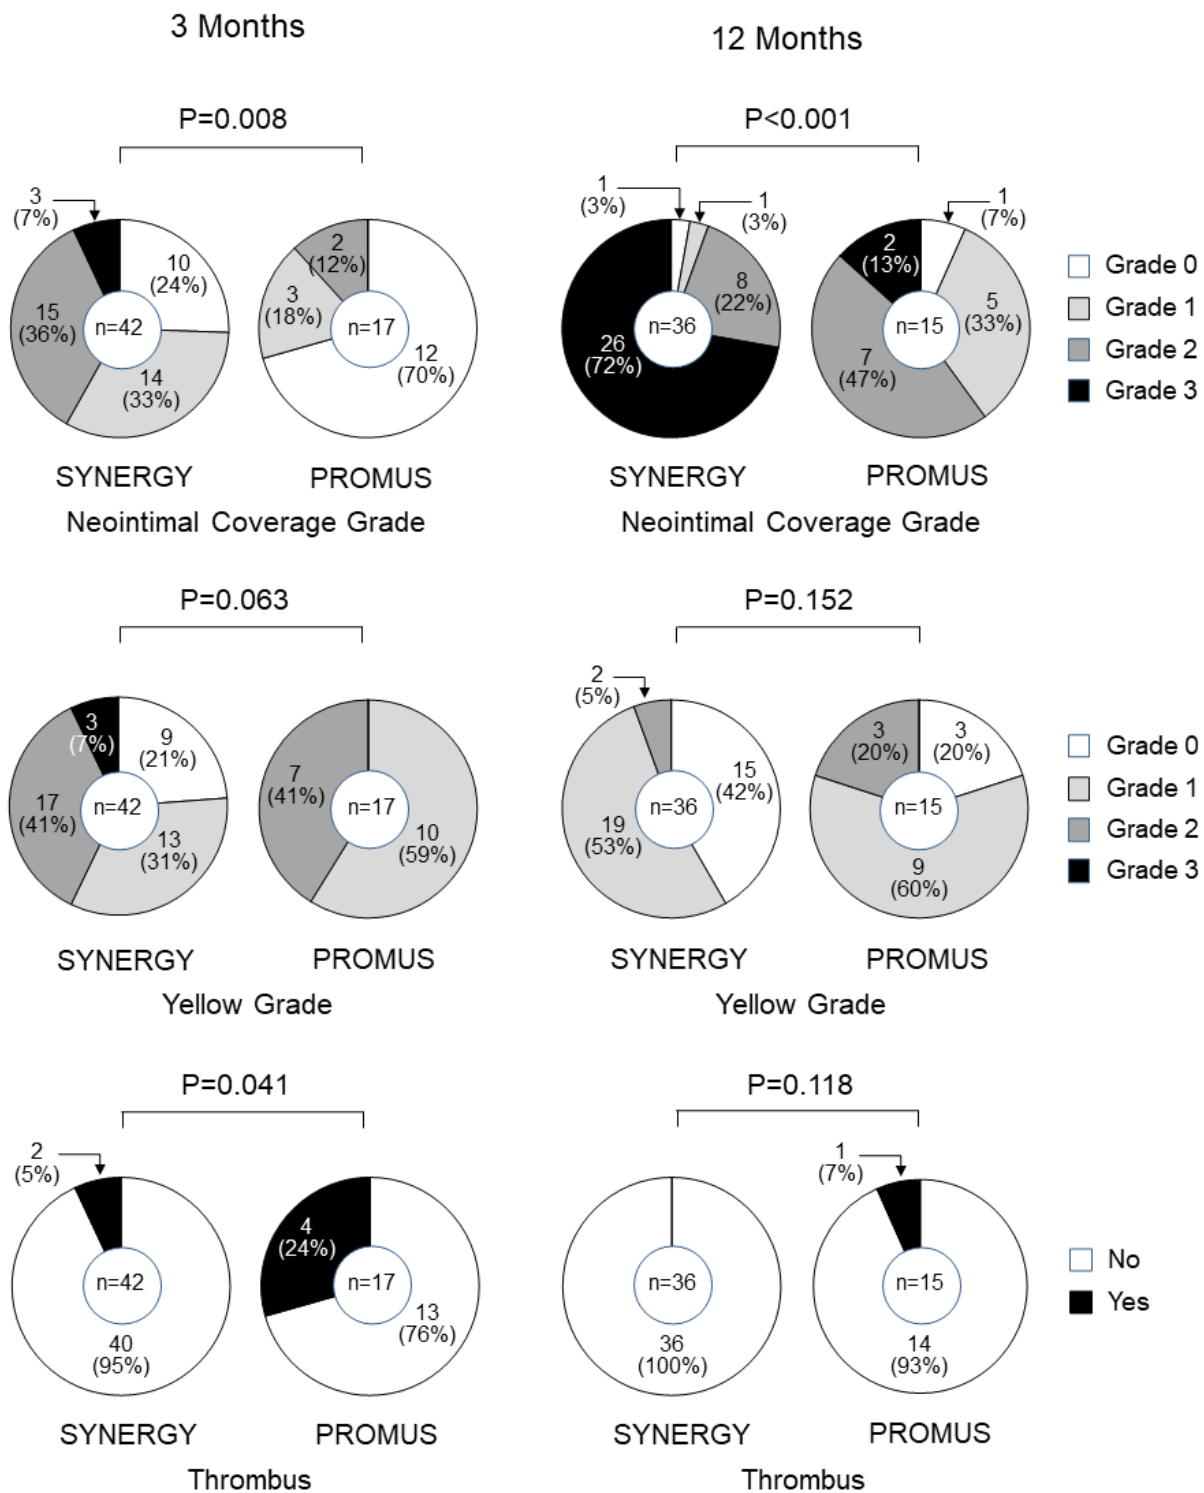 3 Months
12 Months
P=0.008
P<0.001
3
(7%)
10
(24%)
15
(36%)
n=42
14
(33%)
2
(12%)
3
(18%)
n=17
12
(70%)
1
(3%)
1
(3%)
8
(22%)
n=36
26
(72%)
1
(7%)
2
(13%)
5
(33%)
n=15
7
(47%)
Grade 0
Grade 1
Grade 2
Grade 3
SYNERGY
PROMUS
SYNERGY
PROMUS
Neointimal Coverage Grade
Neointimal Coverage Grade
P=0.063
P=0.152
3
(7%)
9
(21%)
17
(41%)
n=42
13
(31%)
7
(41%)
n=17
10
(59%)
2
(5%)
15
(42%)
n=36
19
(53%)
3
(20%)
3
(20%)
n=15
9
(60%)
Grade 0
Grade 1
Grade 2
Grade 3
SYNERGY
PROMUS
SYNERGY
PROMUS
Yellow Grade
Yellow Grade
P=0.041
P=0.118
2
(5%)
n=42
40
(95%)
4
(24%)
n=17
13
(76%)
n=36
36
(100%)
1
(7%)
n=15
14
(93%)
No
Yes
SYNERGY
PROMUS
SYNERGY
PROMUS
Thrombus
Thrombus